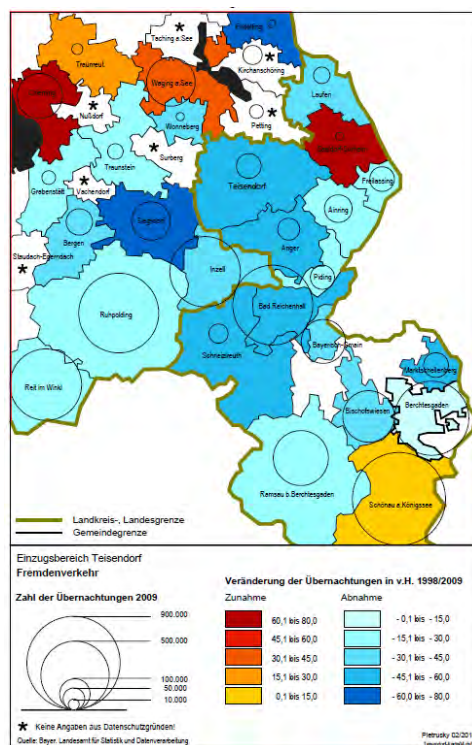 Taching a.See
Kirchanschöring
Traunreut
Waging a.See
Laufen
Nußdorf
Petting
Wonneberg
Surberg
Traunstein
Freilassing
Grabenstätt
Vachendorf
Teisendorf
Ainring
Siegsdorf
Bergen
Anger
Staudach-Egerndach
Inzell
Piding
Bad Reichenhall
Ruhpolding
Schneizlreuth
Bayerisch-Gmain
Marktschellenberg
Reit im Winkl
Berchtesgaden
Bischofswiesen
Ramsau b.Berchtesgaden
Schönau a.Königssee
Landkreis-, Landesgrenze
Gemeindegrenze
Einzugsbereich Teisendorf
Fremdenverkehr
Zahl der Übernachtungen 2009
900.000
500.000
100.000
50.000
10.000
Veränderung der Übernachtungen in v.H. 1998/2009
Zunahme Abnahme
60,1 bis 80,0 - 0,1 bis - 15,0
45,1 bis 60,0 - 15,1 bis - 30,0
30,1 bis 45,0 - 30,1 bis - 45,0
15,1 bis 30,0 - 45,1 bis - 60,0
0,1 bis 15,0 - 60,0 bis - 80,0
* Keine Angaben aus Datenschutzgründen!
Quelle: Bayer. Landesamt für Statistik und Datenverarbeitung